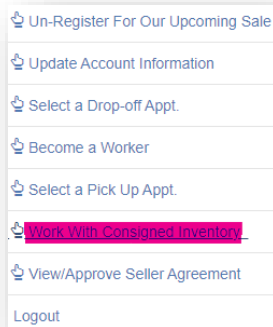 Un-Register For Our Upcoming Sale
Update Account Information
Select a Drop-off Appt.
Become a Worker
Select a Pick Up Appt.
Work With Consigned Inventory
View/Approve Seller Agreement
Logout